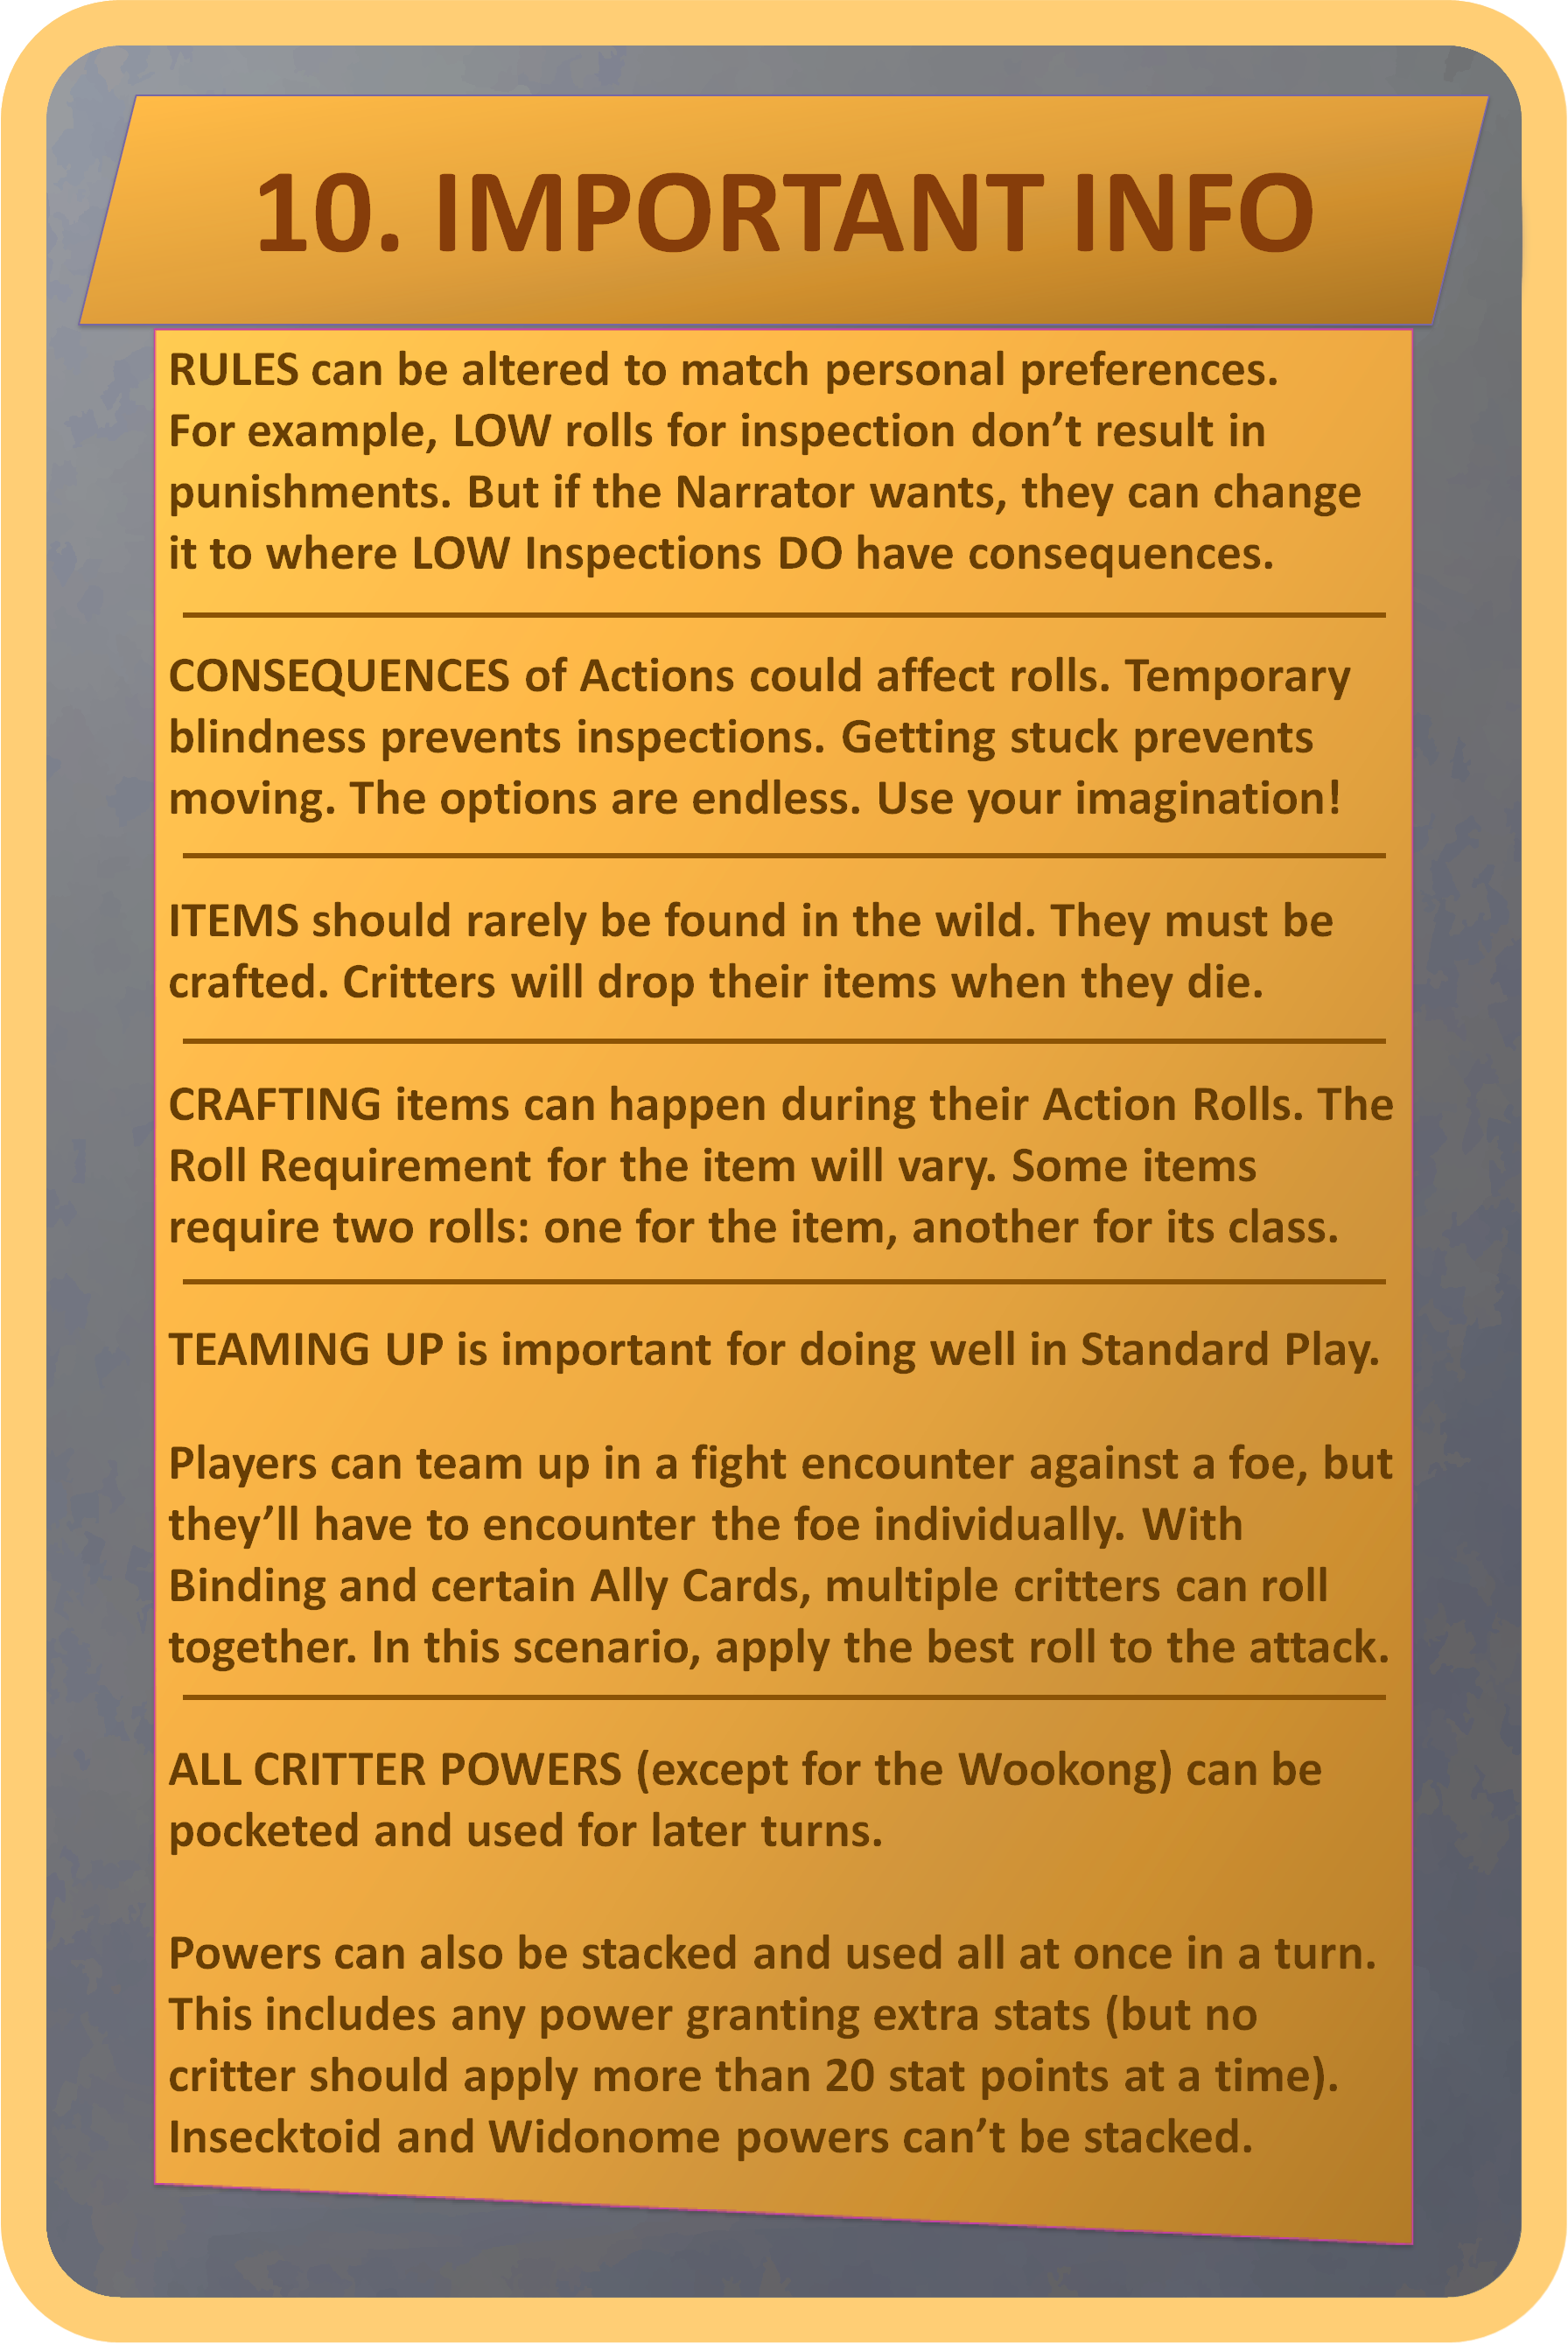 10. IMPORTANT INFO
RULES can be altered to match personal preferences.
For example, LOW rolls for inspection don’t result in
punishments. But if the Narrator wants, they can change
it to where LOW Inspections DO have consequences.
CONSEQUENCES of Actions could affect rolls. Temporary
blindness prevents inspections. Getting stuck prevents
moving. The options are endless. Use your imagination!
ITEMS should rarely be found in the wild. They must be
crafted. Critters will drop their items when they die.
CRAFTING items can happen during their Action Rolls. The
Roll Requirement for the item will vary. Some items
require two rolls: one for the item, another for its class.
TEAMING UP is important for doing well in Standard Play.
Players can team up in a fight encounter against a foe, but
they’ll have to encounter the foe individually. With
Binding and certain Ally Cards, multiple critters can roll
together. In this scenario, apply the best roll to the attack.
ALL CRITTER POWERS (except for the Wookong) can be
pocketed and used for later turns.
Powers can also be stacked and used all at once in a turn.
This includes any power granting extra stats (but no
critter should apply more than 20 stat points at a time).
Insecktoid and Widonome powers can’t be stacked.